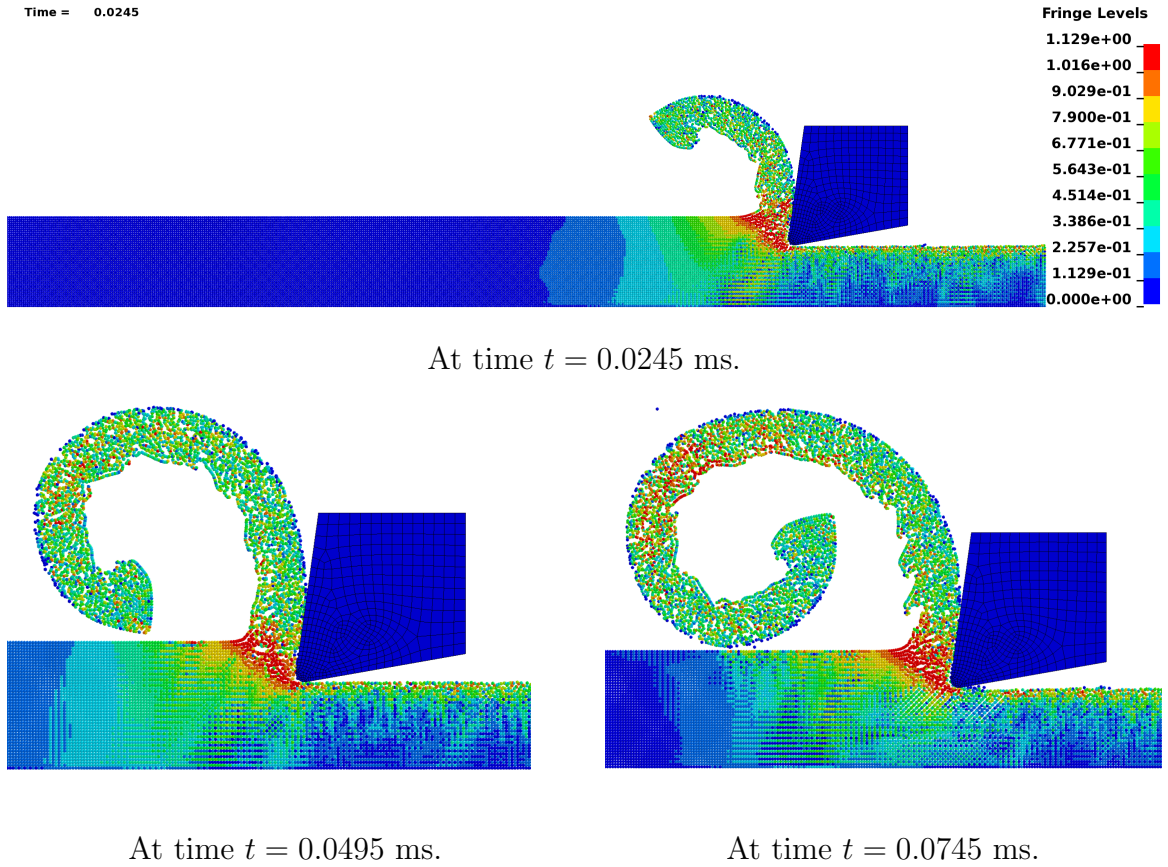 Time = 0.0245
Fringe Levels
1.129e+00
1.016e+00
9.029e-01
7.900e-01
6.771e-01
5.643e-01
4.514e-01
3.386e-01
2.257e-01
1.129e-01
0.000e+00
At time t = 0.0245 ms.
At time t = 0.0495 ms.
At time t = 0.0745 ms.